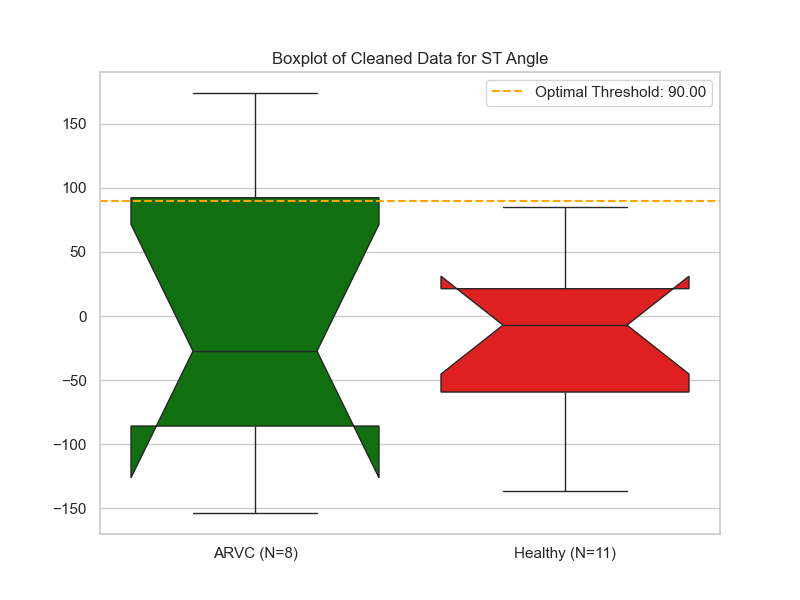 Boxplot of Cleaned Data for ST Angle
Optimal Threshold: 90.00
150
100
50
0
−50
−100
−150
ARVC (N=8)
Healthy (N=11)